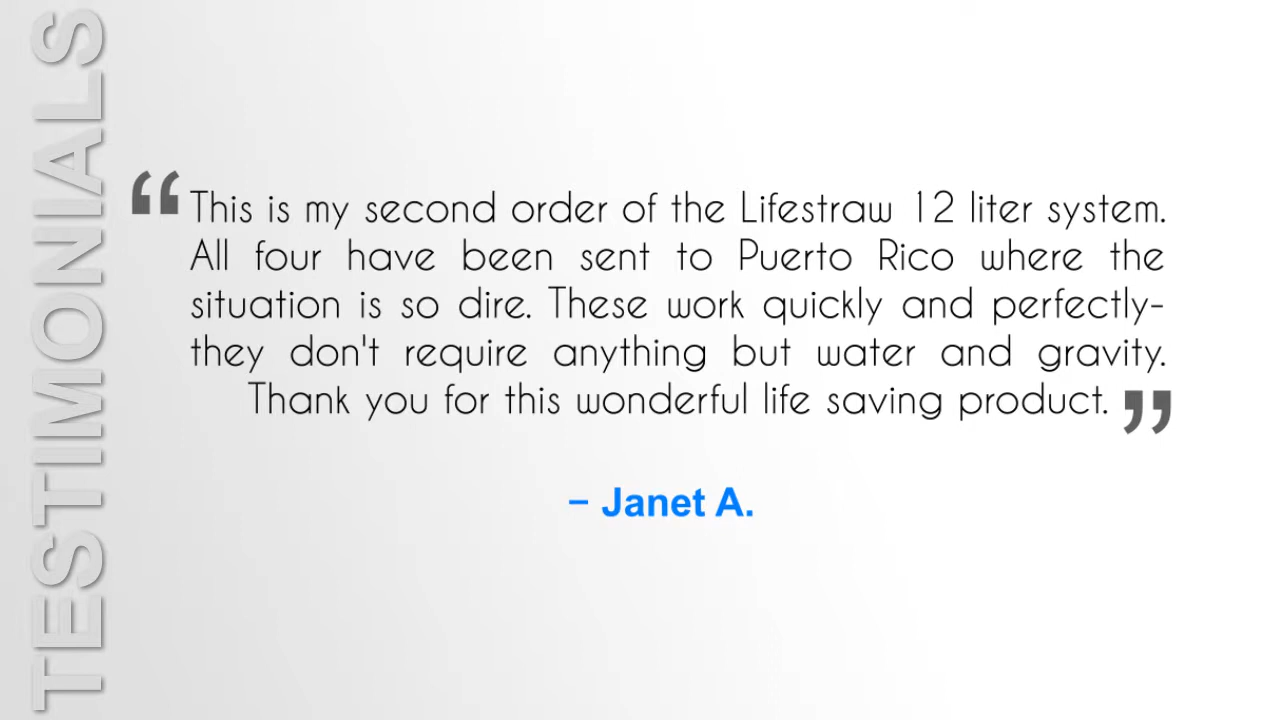 TESTIMONIALS
“ This is my second order of the Lifestraw 12 liter system.
All four have been sent to Puerto Rico where the
situation is so dire. These work quickly and perfectly-
they don't require anything but water and gravity.
Thank you for this wonderful life saving product. ”
– Janet A.